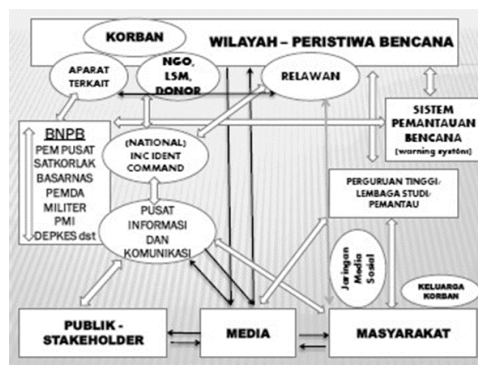 KORBAN
WILAYAH – PERISTIWA BENCANA
APARAT
TERKAIT
NGO,
LSM,
DONOR
RELAWAN
BNPB
PEM PUSAT
SATKORLAK
BASARNAS
PEMDA
MILITER
PMI
DEPKES dst
(NATIONAL)
INCIDENT
COMMAND
SISTEM
PEMANTAUAN
BENCANA
(warning systéms)
PERGURUAN TINGGI/
LEMBAGA STUDI/
PEMANTAU
PUSAT
INFORMASI
DAN
KOMUNIKASI
Jaringan
Media
Sosial
KELUARGA
KORBAN
PUBLIK -
STAKEHOLDER
MEDIA
MASYARAKAT